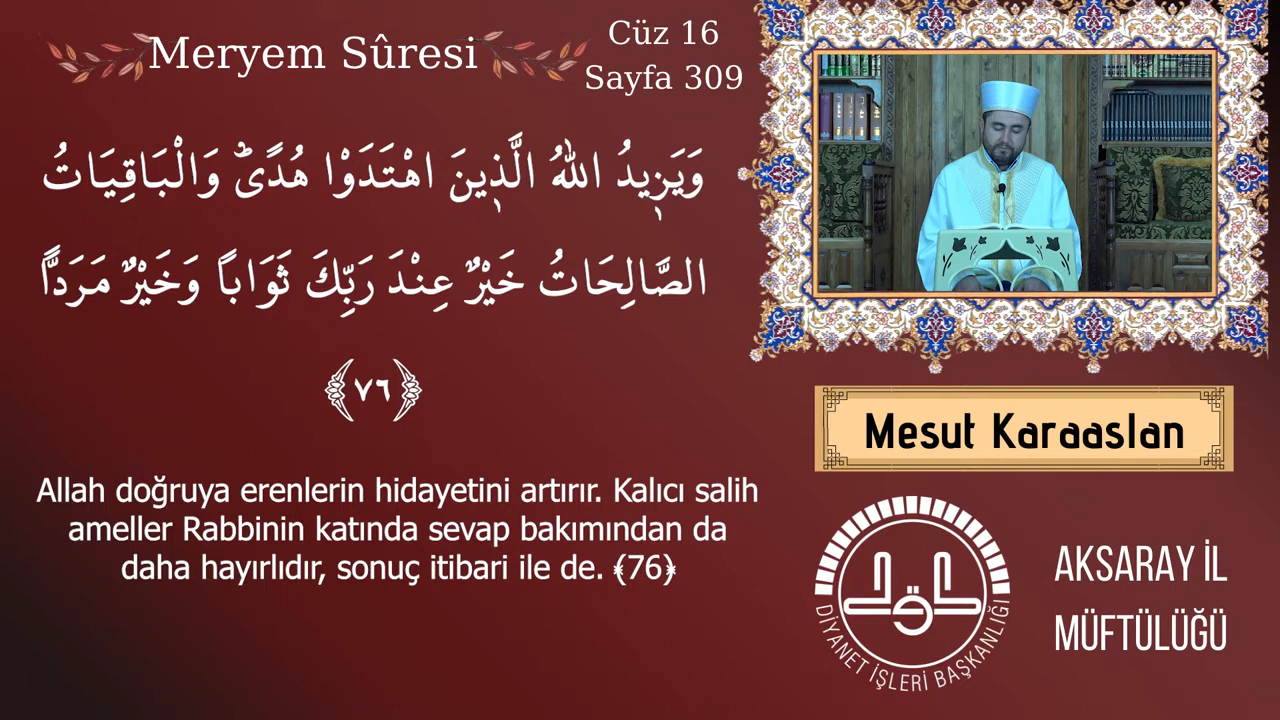 Meryem Sûresi
Cüz 16
Sayfa 309
وَيَزِيدُ اللّٰهُ الَّذِينَ اهْتَدَوْا هُدًىۜ وَالْبَاقِيَاتُ
الصَّالِحَاتُ خَيْرٌ عِنْدَ رَبِّكَ ثَوَاباً وَخَيْرٌ مَرَداًّ
﴿٧٦﴾
Allah doğruya erenlerin hidayetini artırır. Kalıcı salih
ameller Rabbinin katında sevap bakımından da
daha hayırlıdır, sonuç itibari ile de. ﴾76﴿
Mesut Karaaslan
DİYANET İŞLERİ BAŞKANLIĞI
AKSARAY İL
MÜFTÜLÜĞÜ